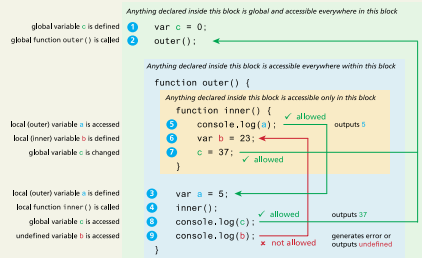 Anything declared inside this block is global and accessible everywhere in this block
global variable c is defined 1 var c = 0;
global function outer() is called 2 outer();
Anything declared inside this block is accessible everywhere within this block
function outer() {
Anything declared inside this block is accessible only in this block
function inner() {
✓ allowed
local (outer) variable a is accessed 5 console.log(a); outputs 5
local (inner) variable b is defined 6 var b = 23;
global variable c is changed 7 c = 37;
✓ allowed
}
local (outer) variable a is defined 3 var a = 5;
local function inner() is called 4 inner();
✓ allowed outputs 37
global variable c is accessed 8 console.log(c);
undefined variable b is accessed 9 console.log(b); generates error or
✗ not allowed outputs undefined
}